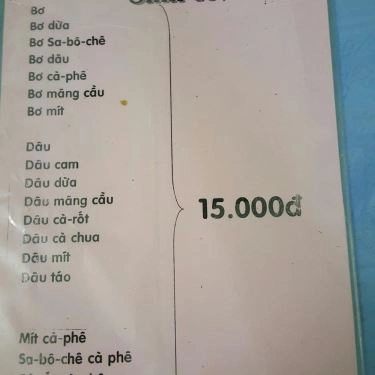 Bơ
Bơ dừa
Bơ Sa-bô-chê
Bơ dâu
Bơ cà-phê
Bơ mãng cầu
Bơ mít
Dâu
Dâu cam
Dâu dừa
Dâu mãng cầu
Dâu cà-rốt
Dâu cà chua
Dâu mít
Dâu táo
15.000đ
Mít cà-phê
Sa-bô-chê cà phê